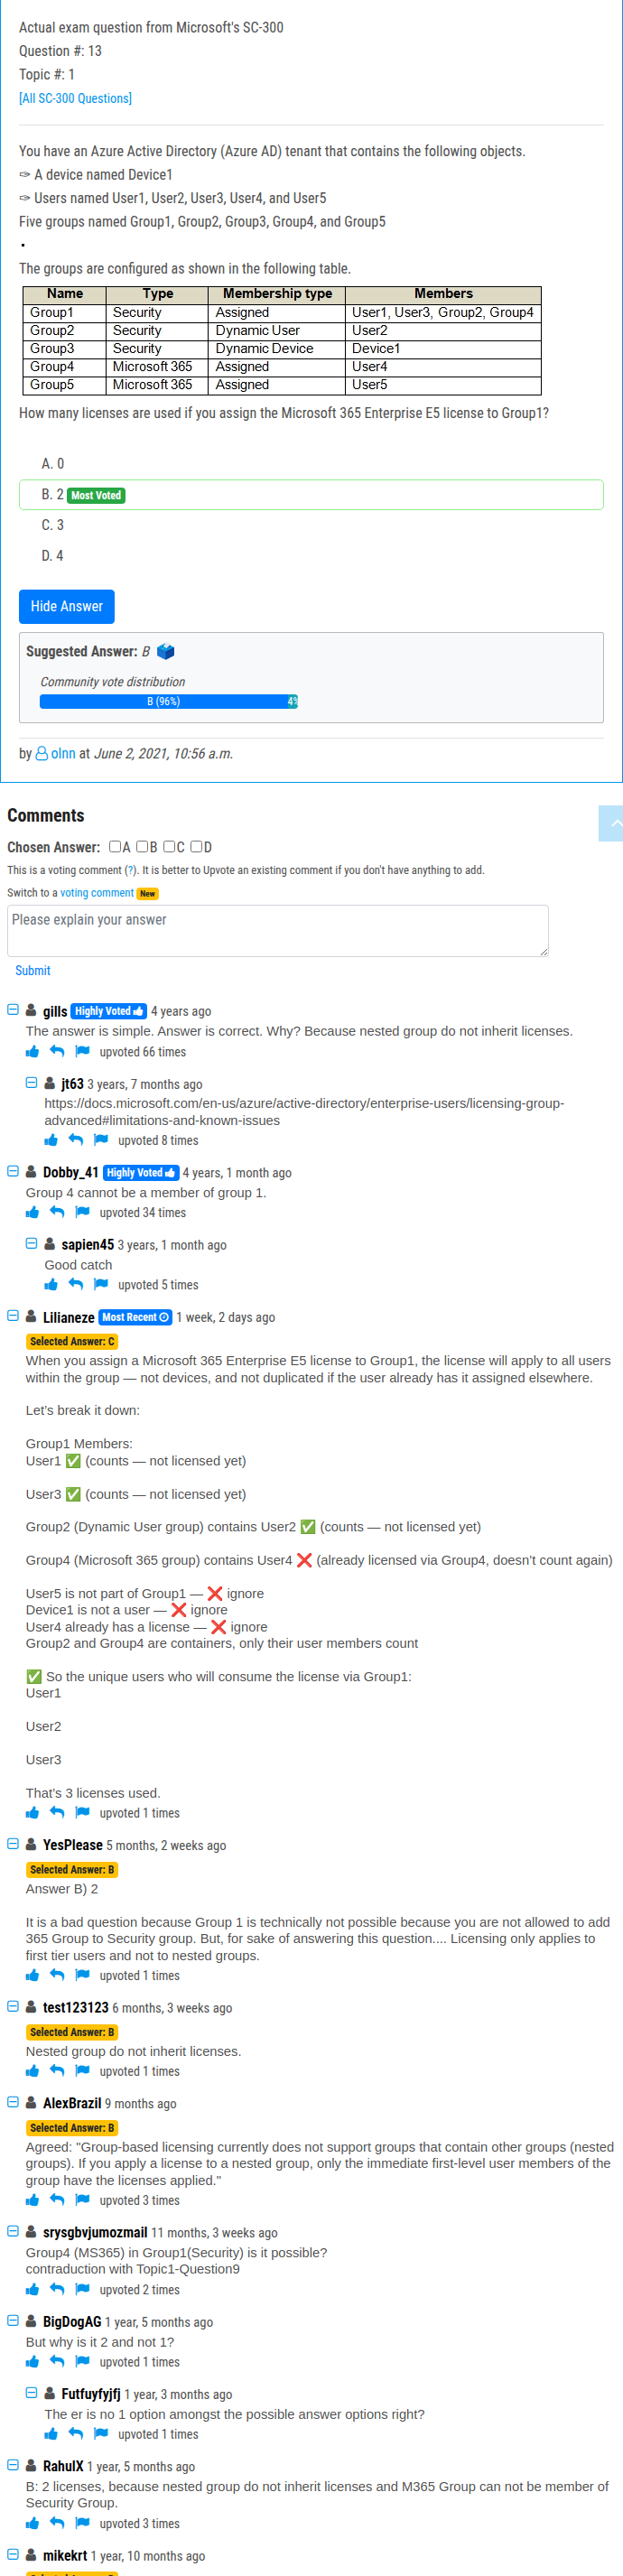 Actual exam question from Microsoft's SC-300
Question #: 13
Topic #: 1
[All SC-300 Questions]
You have an Azure Active Directory (Azure AD) tenant that contains the following objects.
✑ A device named Device1
✑ Users named User1, User2, User3, User4, and User5
Five groups named Group1, Group2, Group3, Group4, and Group5
•
The groups are configured as shown in the following table.
Name Type Membership type Members
Group1 Security Assigned User1, User3, Group2, Group4
Group2 Security Dynamic User User2
Group3 Security Dynamic Device Device1
Group4 Microsoft 365 Assigned User4
Group5 Microsoft 365 Assigned User5
How many licenses are used if you assign the Microsoft 365 Enterprise E5 license to Group1?
A. 0
B. 2 Most Voted
C. 3
D. 4
Hide Answer
Suggested Answer: B
Community vote distribution
B (96%) 4%
by olnn at June 2, 2021, 10:56 a.m.
Comments
Chosen Answer: A B C D
This is a voting comment (?). It is better to Upvote an existing comment if you don't have anything to add.
Switch to a voting comment New
Please explain your answer
Submit
gills Highly Voted 4 years ago
The answer is simple. Answer is correct. Why? Because nested group do not inherit licenses.
upvoted 66 times
jt63 3 years, 7 months ago
https://docs.microsoft.com/en-us/azure/active-directory/enterprise-users/licensing-group-
advanced#limitations-and-known-issues
upvoted 8 times
Dobby_41 Highly Voted 4 years, 1 month ago
Group 4 cannot be a member of group 1.
upvoted 34 times
sapien45 3 years, 1 month ago
Good catch
upvoted 5 times
Lilianeze Most Recent 1 week, 2 days ago
Selected Answer: C
When you assign a Microsoft 365 Enterprise E5 license to Group1, the license will apply to all users
within the group — not devices, and not duplicated if the user already has it assigned elsewhere.
Let's break it down:
Group1 Members:
User1 ✅ (counts — not licensed yet)
User3 ✅ (counts — not licensed yet)
Group2 (Dynamic User group) contains User2 ✅ (counts — not licensed yet)
Group4 (Microsoft 365 group) contains User4 ❌ (already licensed via Group4, doesn't count again)
User5 is not part of Group1 — ❌ ignore
Device1 is not a user — ❌ ignore
User4 already has a license — ❌ ignore
Group2 and Group4 are containers, only their user members count
✅ So the unique users who will consume the license via Group1:
User1
User2
User3
That's 3 licenses used.
upvoted 1 times
YesPlease 5 months, 2 weeks ago
Selected Answer: B
Answer B) 2
It is a bad question because Group 1 is technically not possible because you are not allowed to add
365 Group to Security group. But, for sake of answering this question.... Licensing only applies to
first tier users and not to nested groups.
upvoted 1 times
test123123 6 months, 3 weeks ago
Selected Answer: B
Nested group do not inherit licenses.
upvoted 1 times
AlexBrazil 9 months ago
Selected Answer: B
Agreed: "Group-based licensing currently does not support groups that contain other groups (nested
groups). If you apply a license to a nested group, only the immediate first-level user members of the
group have the licenses applied."
upvoted 3 times
srysgbvjumozmail 11 months, 3 weeks ago
Group4 (MS365) in Group1(Security) is it possible?
contraduction with Topic1-Question9
upvoted 2 times
BigDogAG 1 year, 5 months ago
But why is it 2 and not 1?
upvoted 1 times
Futfuyfyjfj 1 year, 3 months ago
The er is no 1 option amongst the possible answer options right?
upvoted 1 times
RahulX 1 year, 5 months ago
B: 2 licenses, because nested group do not inherit licenses and M365 Group can not be member of
Security Group.
upvoted 3 times
mikekrt 1 year, 10 months ago